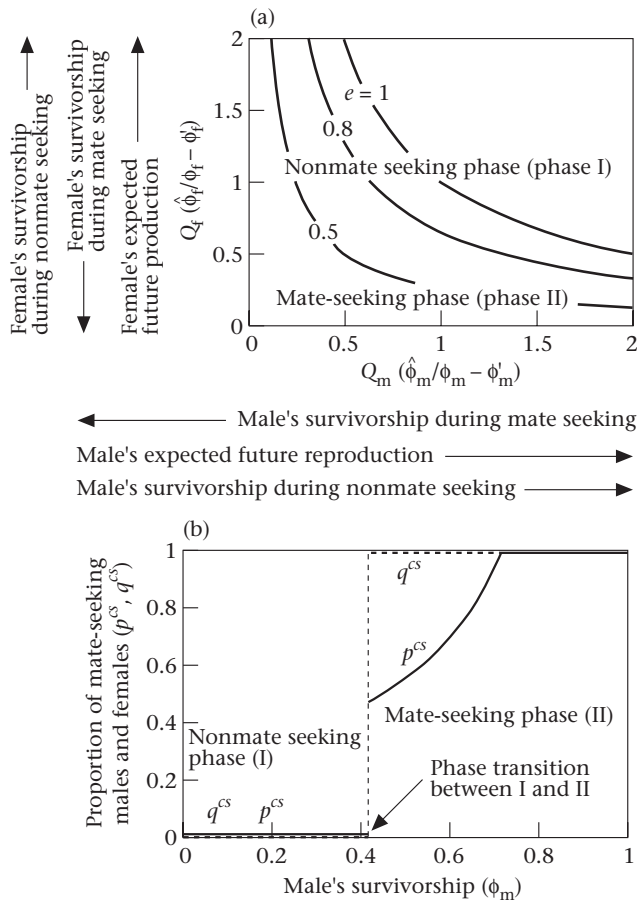 (a)
Female's survivorship
during nonmate seeking
Female's survivorship
during mate seeking
Female's expected
future production
Q_f (ϕ̂_f/ϕ_f – ϕ'_f)
2
1.5
1
0.5
0
e = 1
0.8
0.5
Nonmate seeking phase (phase I)
Mate-seeking phase (phase II)
0 0.5 1 1.5 2
Q_m (ϕ̂_m/ϕ_m – ϕ'_m)
Male's survivorship during mate seeking
Male's expected future reproduction
Male's survivorship during nonmate seeking
(b)
Proportion of mate-seeking
males and females (p^cs, q^cs)
1
0.8
0.6
0.4
0.2
0
q^cs
p^cs
Nonmate seeking
phase (I)
Mate-seeking phase (II)
Phase transition
between I and II
q^cs p^cs
0 0.2 0.4 0.6 0.8 1
Male's survivorship (ϕ_m)